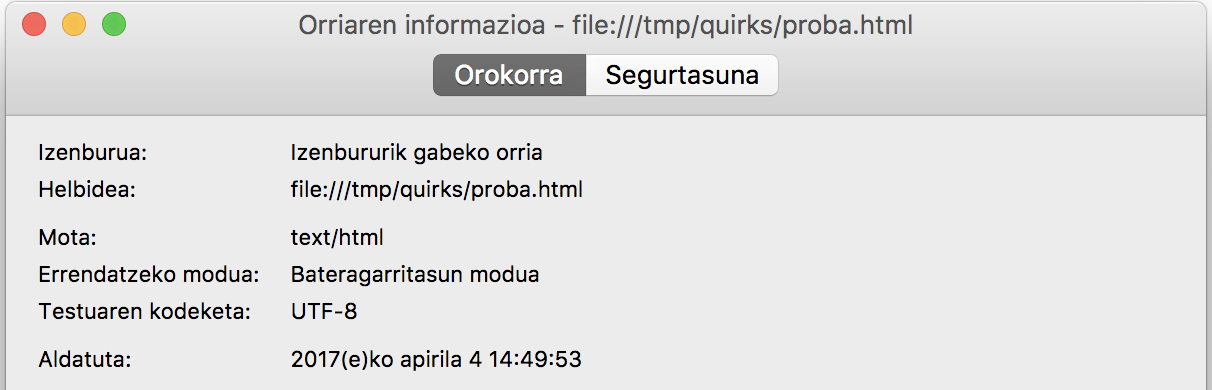 Orriaren informazioa - file:///tmp/quirks/proba.html
Orokorra Segurtasuna
Izenburua: Izenbururik gabeko orria
Helbidea: file:///tmp/quirks/proba.html
Mota: text/html
Errendatzeko modua: Bateragarritasun modua
Testuaren kodeketa: UTF-8
Aldatuta: 2017(e)ko apirila 4 14:49:53